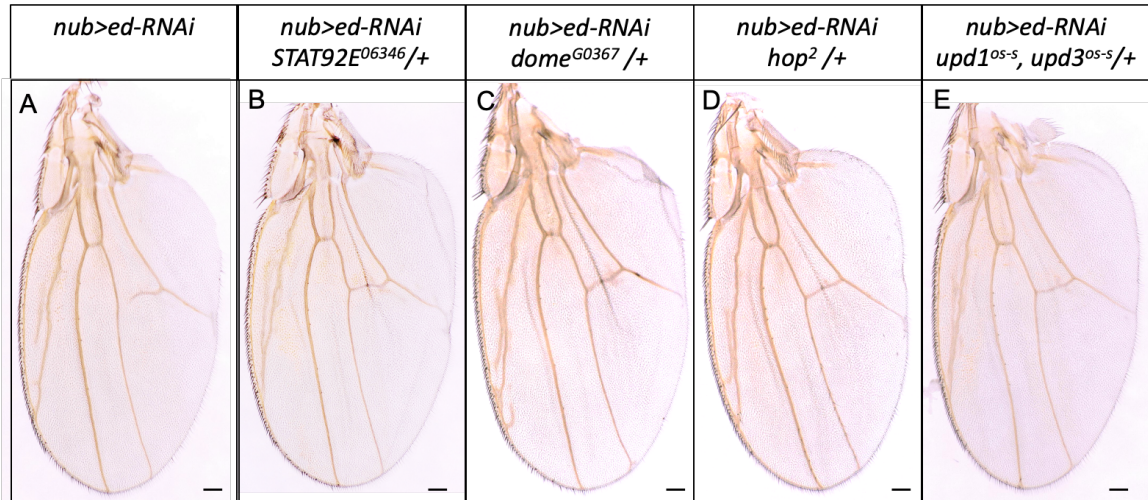 nub>ed-RNAi
nub>ed-RNAi
STAT92E⁰⁶³⁴⁶/+
nub>ed-RNAi
domeᴳ⁰³⁶⁷ /+
nub>ed-RNAi
hop² /+
nub>ed-RNAi
upd1ᵒˢ⁻ˢ, upd3ᵒˢ⁻ˢ/+
A
B
C
D
E